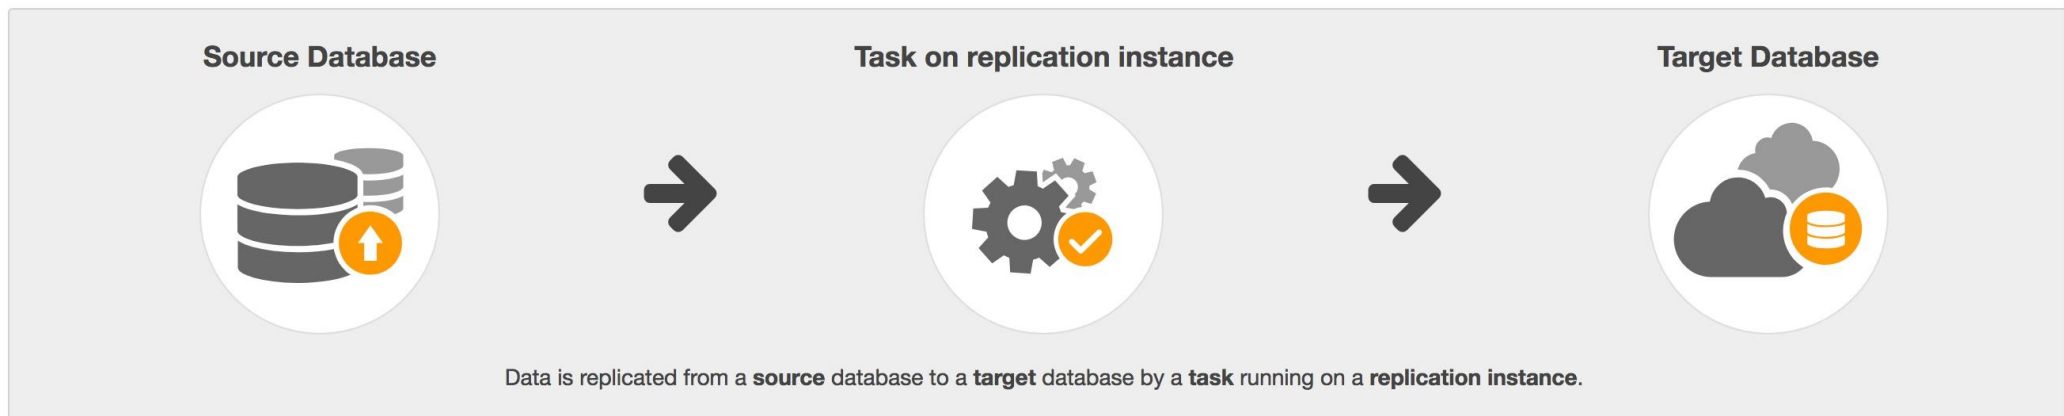 Source Database
Task on replication instance
Target Database
Data is replicated from a source database to a target database by a task running on a replication instance.